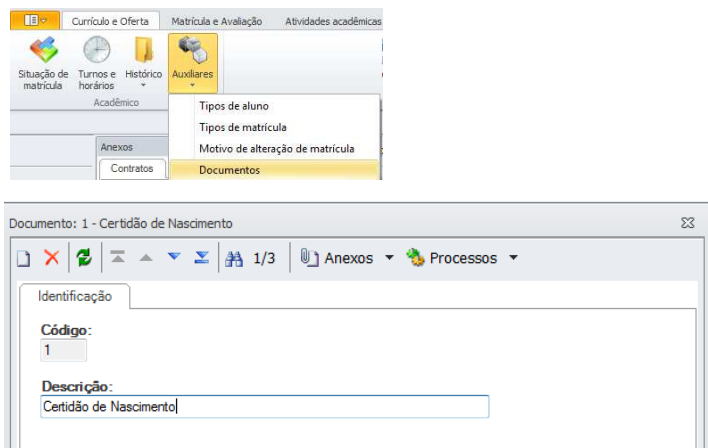 Currículo e Oferta Matrícula e Avaliação Atividades acadêmicas
Situação de matrícula Turnos e horários Histórico Auxiliares
Acadêmico
Tipos de aluno
Tipos de matrícula
Anexos Motivo de alteração de matrícula
Contratos Documentos
Documento: 1 - Certidão de Nascimento
1/3 Anexos Processos
Identificação
Código:
1
Descrição:
Certidão de Nascimento